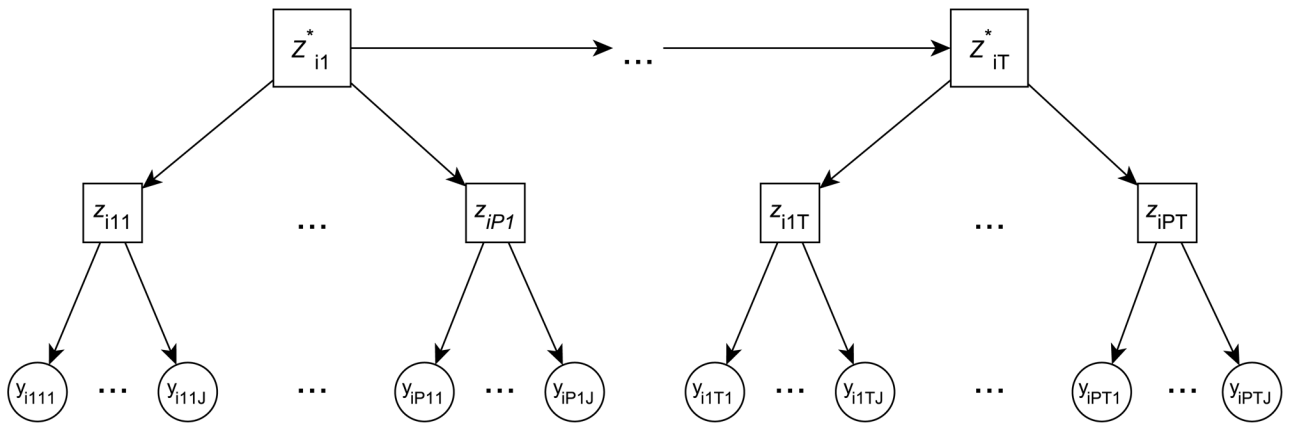 Z*i1 ... Z*iT
zi11 ... ziP1 zi1T ... ziPT
yi111 ... yi11J ... yiP11 ... yiP1J yi1T1 ... yi1TJ ... yiPT1 ... yiPTJ